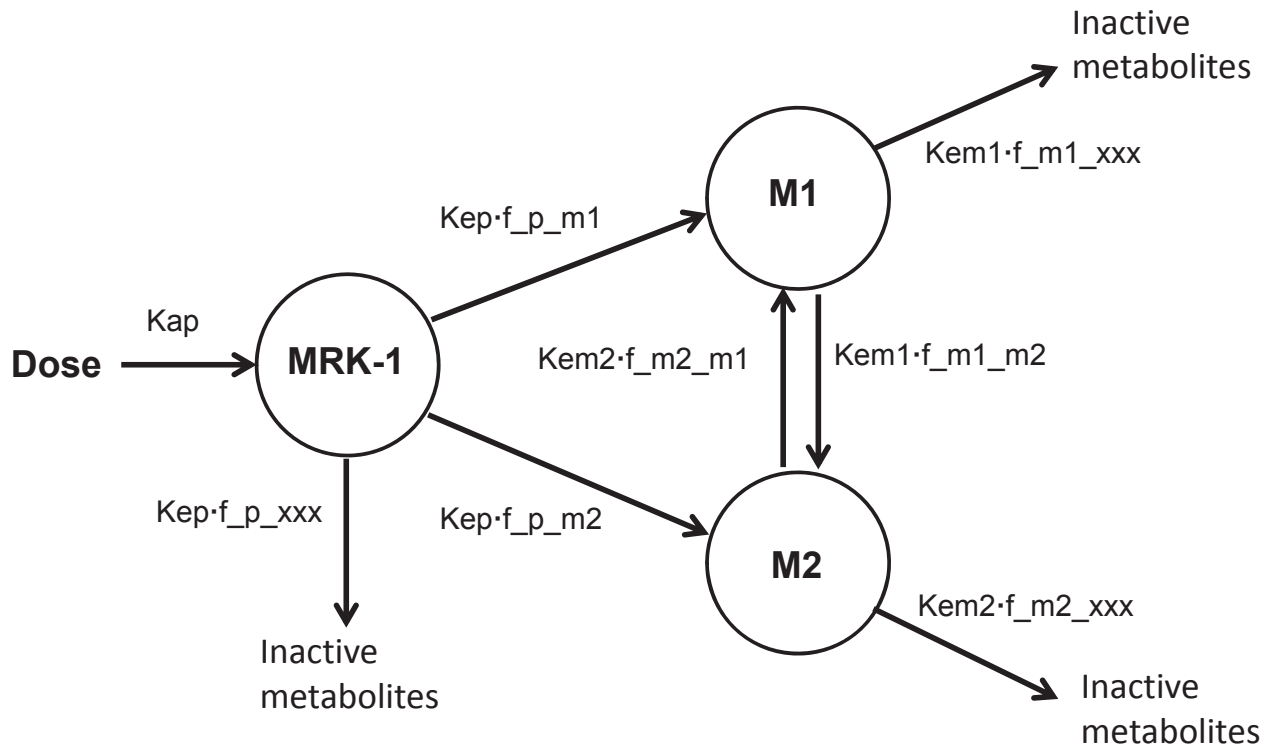 Inactive
metabolites
Kem1·f_m1_xxx
M1
Kep·f_p_m1
Kap
Dose
MRK-1
Kem2·f_m2_m1
Kem1·f_m1_m2
Kep·f_p_xxx
Kep·f_p_m2
M2
Kem2·f_m2_xxx
Inactive
metabolites
Inactive
metabolites